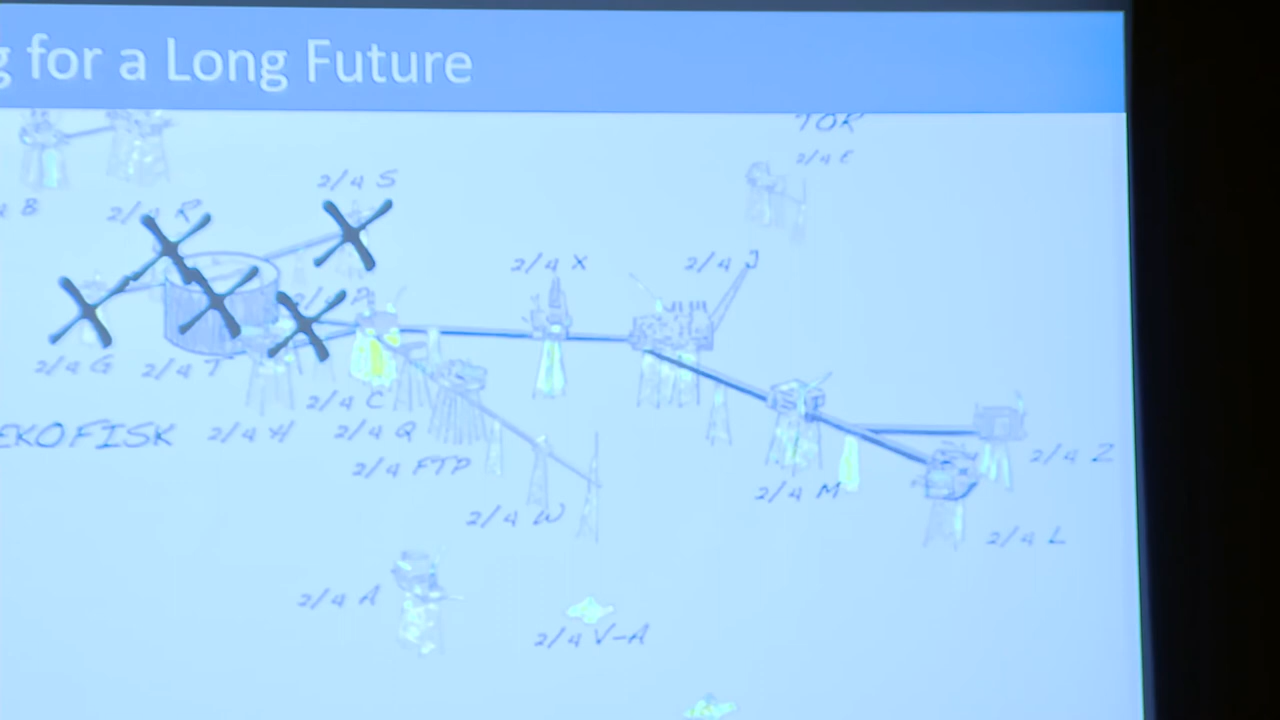 g for a Long Future
TOR
2/4 E
2/4 S
B
2/4 R
2/4 X
2/4 J
2/4 P
2/4 G
2/4 T
2/4 C
EKOFISK
2/4 H
2/4 Q
2/4 FTP
2/4 Z
2/4 M
2/4 W
2/4 L
2/4 A
2/4 V-A